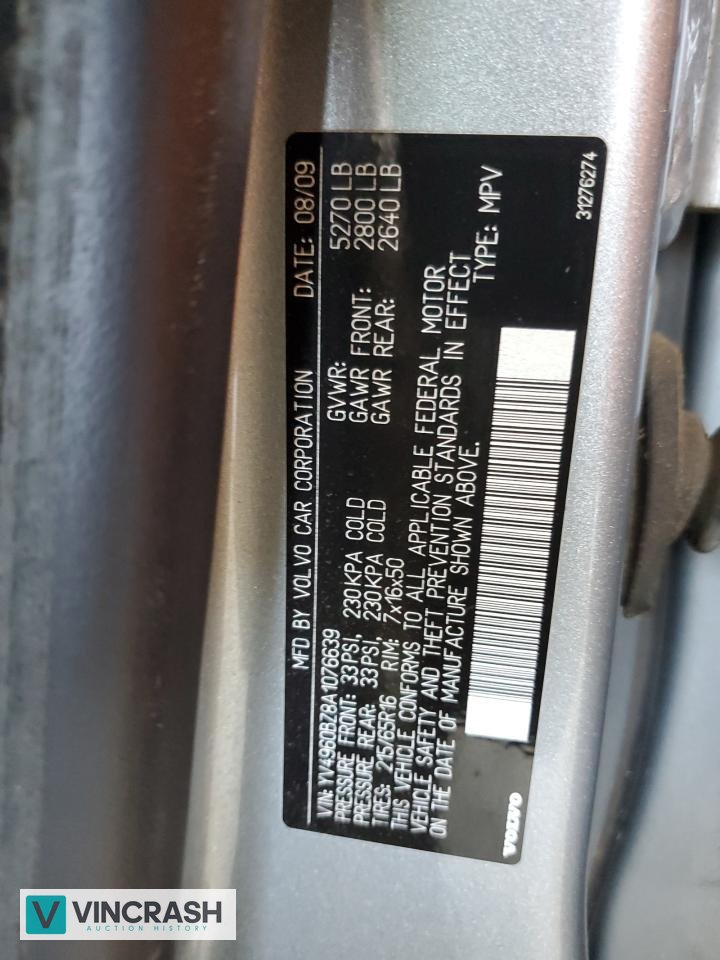 MFD BY VOLVO CAR CORPORATION DATE: 08/09
VIN: YV4960BZ8A1076639
PRESSURE FRONT: 33PSI, 230KPA COLD GVWR: 5270 LB
PRESSURE REAR: 33PSI, 230KPA COLD GAWR FRONT: 2800 LB
TIRES: 215/65R16 RIM: 7x16x50 GAWR REAR: 2640 LB
THIS VEHICLE CONFORMS TO ALL APPLICABLE FEDERAL MOTOR
VEHICLE SAFETY AND THEFT PREVENTION STANDARDS IN EFFECT
ON THE DATE OF MANUFACTURE SHOWN ABOVE.
TYPE: MPV
VOLVO
31276274
VINCRASH
AUCTION HISTORY